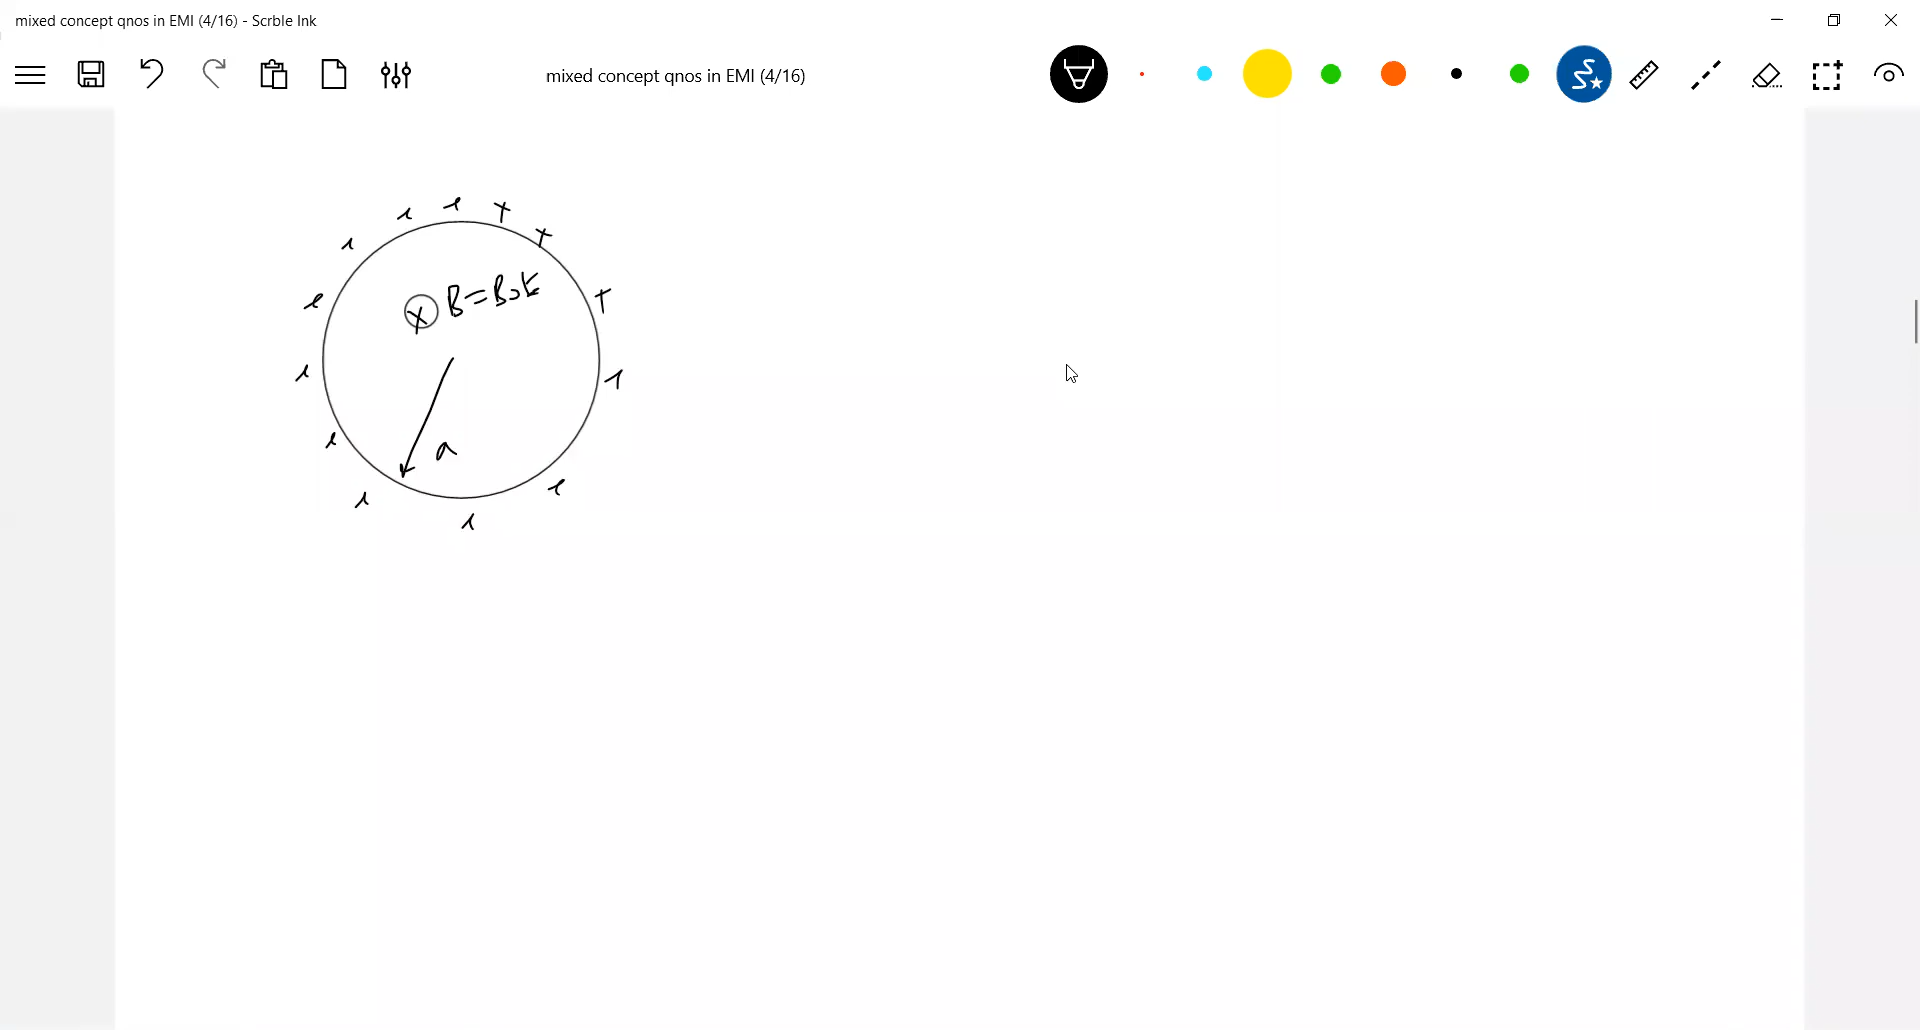 mixed concept qnos in EMI (4/16) - Scrble Ink
mixed concept qnos in EMI (4/16)
+
+
+
x B=B0t
a